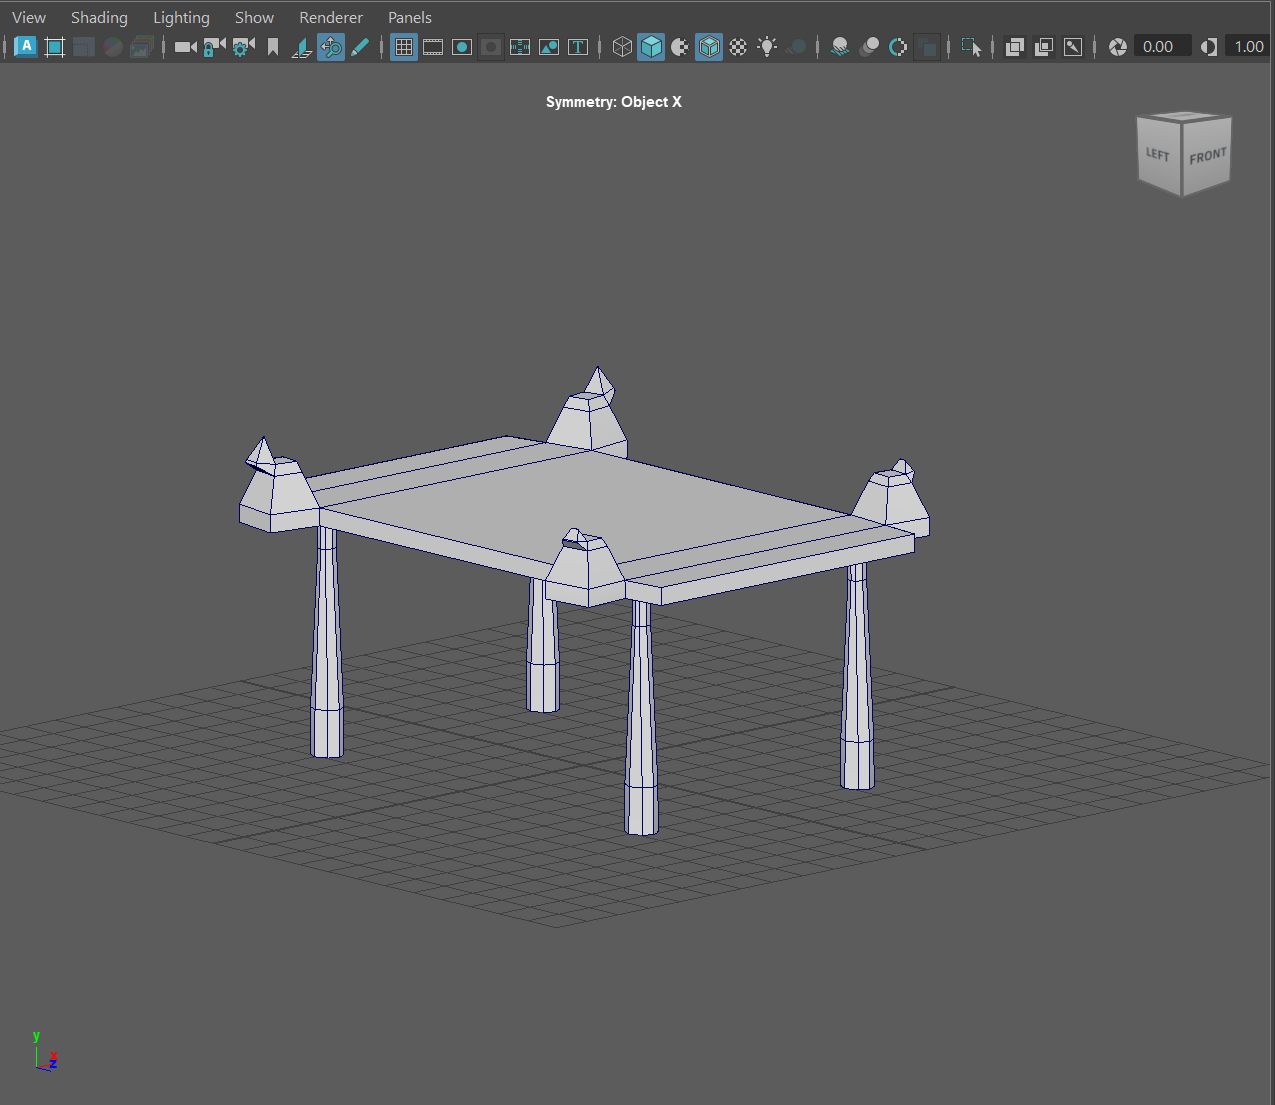 View Shading Lighting Show Renderer Panels
A T 0.00 1.00
Symmetry: Object X
LEFT FRONT
y
x
z